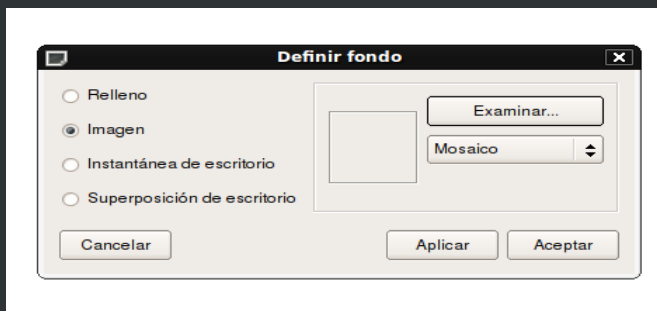 Definir fondo
Relleno
Imagen
Instantánea de escritorio
Superposición de escritorio
Examinar...
Mosaico
Cancelar
Aplicar
Aceptar